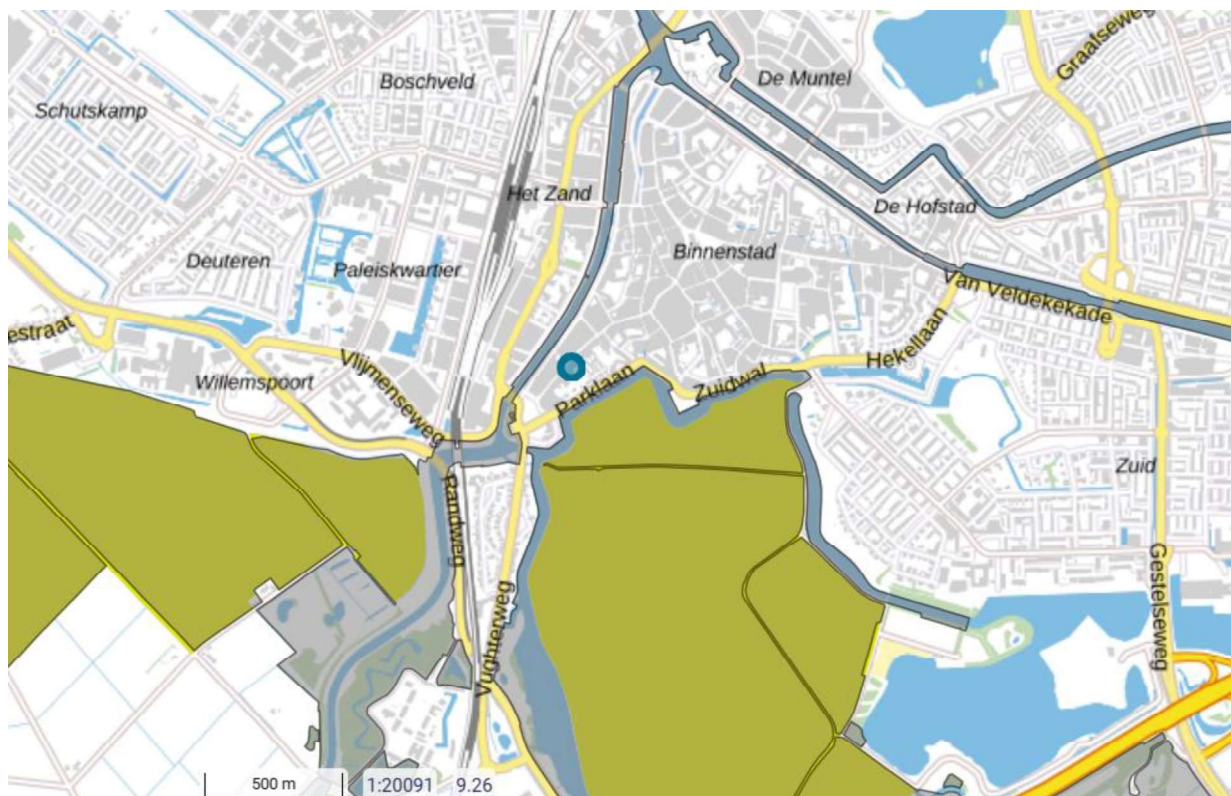 Graafseweg
De Muntel
Boschveld
Schutskamp
Het Zand
De Hofstad
Binnenstad
Deuteren
Paleiskwartier
Van Veldekekade
estraat
Vlijmenseweg
Hekellaan
Willemspoort
Parklaan
Zuidwal
Zuid
Randweg
Gestelseweg
Vughterweg
500 m
1:20091
9.26